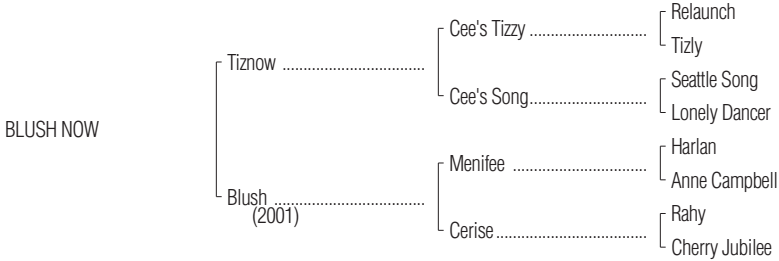 Relaunch
Cee's Tizzy
Tizly
Tiznow
Seattle Song
Cee's Song
Lonely Dancer
BLUSH NOW
Harlan
Menifee
Anne Campbell
Blush
(2001)
Rahy
Cerise
Cherry Jubilee